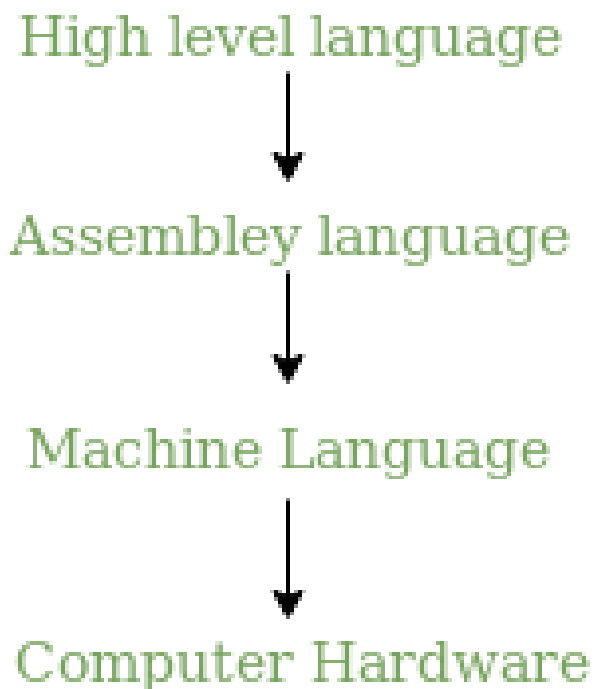 High level language
Assembley language
Machine Language
Computer Hardware